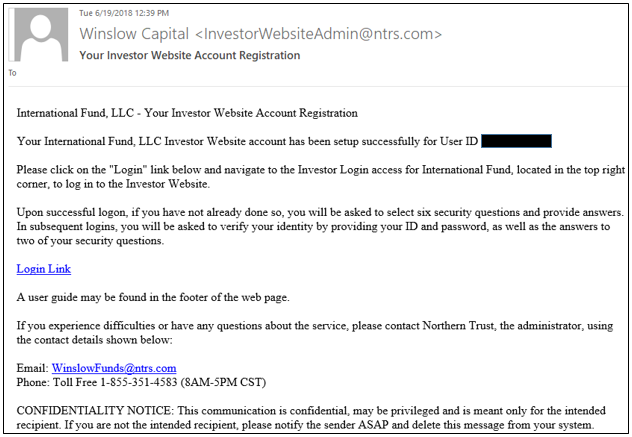 Tue 6/19/2018 12:39 PM
Winslow Capital <InvestorWebsiteAdmin@ntrs.com>
Your Investor Website Account Registration
To
International Fund, LLC - Your Investor Website Account Registration
Your International Fund, LLC Investor Website account has been setup successfully for User ID
Please click on the "Login" link below and navigate to the Investor Login access for International Fund, located in the top right
corner, to log in to the Investor Website.
Upon successful logon, if you have not already done so, you will be asked to select six security questions and provide answers.
In subsequent logins, you will be asked to verify your identity by providing your ID and password, as well as the answers to
two of your security questions.
Login Link
A user guide may be found in the footer of the web page.
If you experience difficulties or have any questions about the service, please contact Northern Trust, the administrator, using
the contact details shown below:
Email: WinslowFunds@ntrs.com
Phone: Toll Free 1-855-351-4583 (8AM-5PM CST)
CONFIDENTIALITY NOTICE: This communication is confidential, may be privileged and is meant only for the intended
recipient. If you are not the intended recipient, please notify the sender ASAP and delete this message from your system.